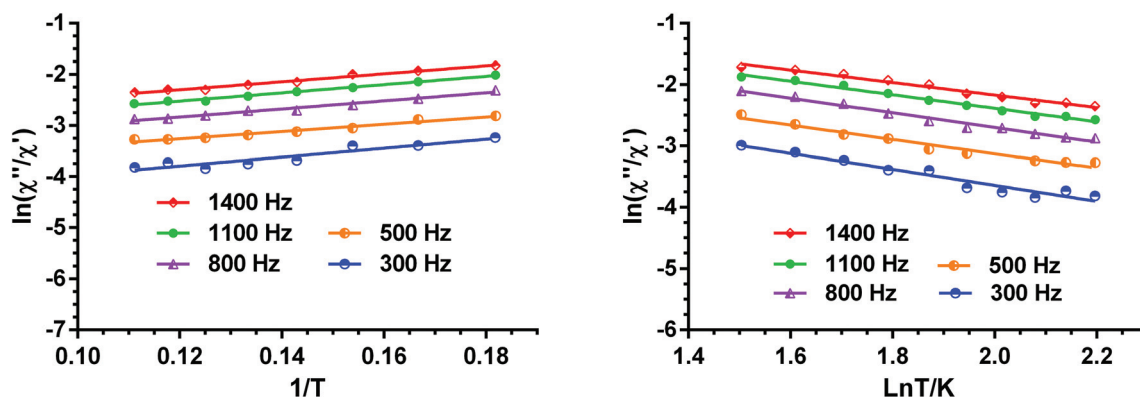 ln(χ''/χ')
-1
-2
-3
-4
-5
-6
-7
0.10
0.12
0.14
0.16
0.18
1/T
1400 Hz
1100 Hz
800 Hz
500 Hz
300 Hz
ln(χ''/χ')
-1
-2
-3
-4
-5
-6
1.4
1.6
1.8
2.0
2.2
LnT/K
1400 Hz
1100 Hz
800 Hz
500 Hz
300 Hz